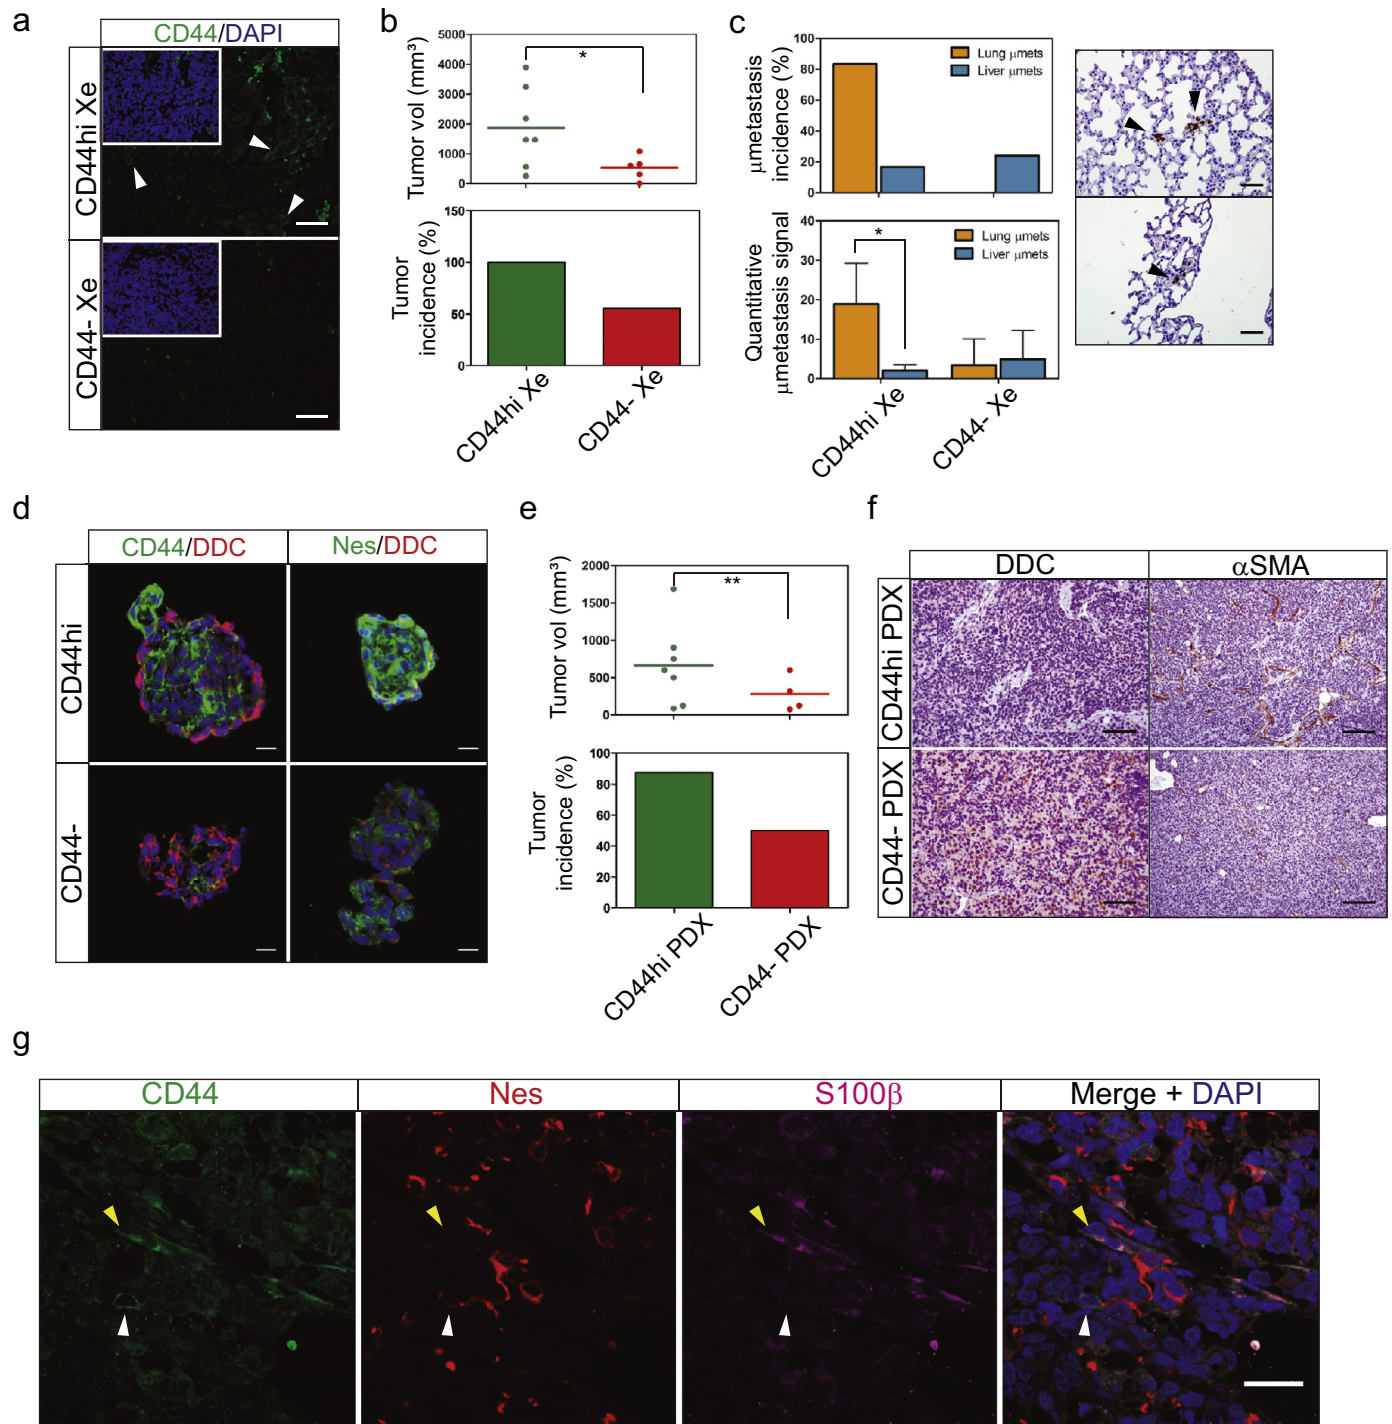 a
CD44/DAPI
CD44hi Xe
CD44- Xe
b
Tumor vol (mm³)
5000
4000
3000
2000
1000
0
*
Tumor incidence (%)
150
100
50
0
CD44hi Xe
CD44- Xe
c
µmetastasis incidence (%)
100
80
60
40
20
0
Lung µmets
Liver µmets
Quantitative µmetastasis signal
40
30
20
10
0
*
Lung µmets
Liver µmets
CD44hi Xe
CD44- Xe
d
CD44/DDC
Nes/DDC
CD44hi
CD44-
e
Tumor vol (mm³)
2000
1500
1000
500
0
**
Tumor incidence (%)
100
80
60
40
20
0
CD44hi PDX
CD44- PDX
f
DDC
αSMA
CD44hi PDX
CD44- PDX
g
CD44
Nes
S100β
Merge + DAPI